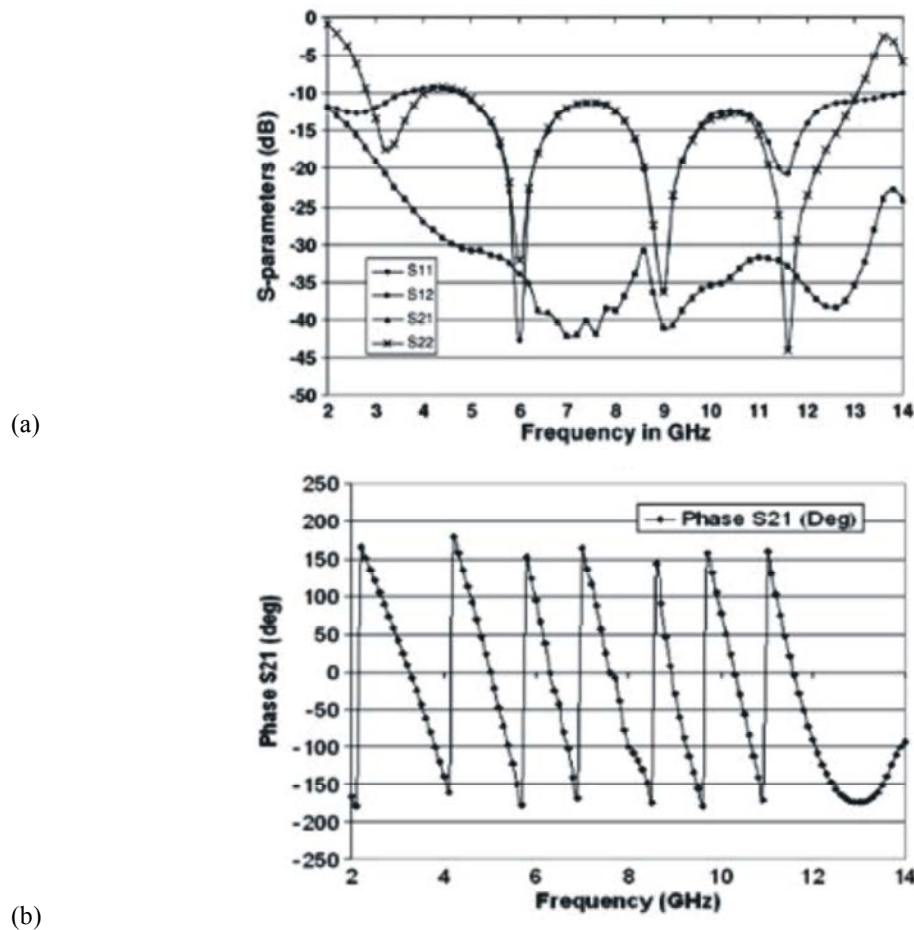 0
-5
-10
-15
-20
-25
-30
-35
-40
-45
-50
S-parameters (dB)
S11
S12
S21
S22
2 3 4 5 6 7 8 9 10 11 12 13 14
Frequency in GHz
(a)
250
200
150
100
50
0
-50
-100
-150
-200
-250
Phase S21 (deg)
Phase S21 (Deg)
2 4 6 8 10 12 14
Frequency (GHz)
(b)